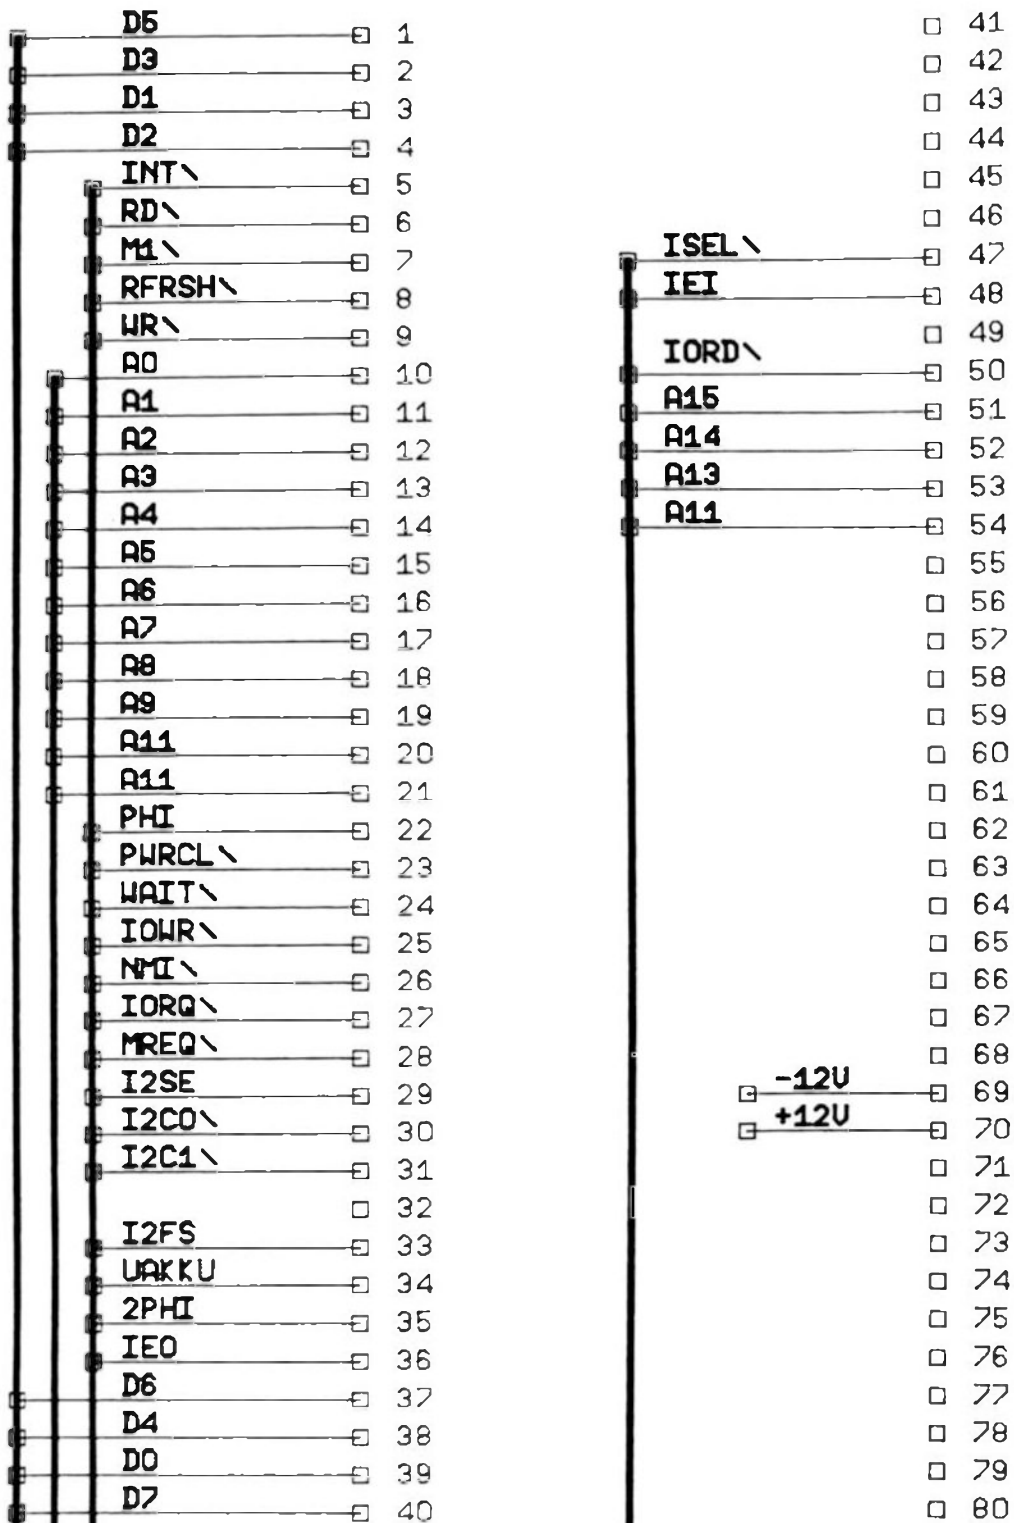 D5 1
D3 2
D1 3
D2 4
INT\ 5
RD\ 6
M1\ 7
RFRSH\ 8
WR\ 9
A0 10
A1 11
A2 12
A3 13
A4 14
A5 15
A6 16
A7 17
A8 18
A9 19
A11 20
A11 21
PHI 22
PWRCL\ 23
WAIT\ 24
IOWR\ 25
NMI\ 26
IORQ\ 27
MREQ\ 28
I2SE 29
I2CO\ 30
I2C1\ 31
32
I2FS 33
UAKKU 34
2PHI 35
IEO 36
D6 37
D4 38
D0 39
D7 40
41
42
43
44
45
46
ISEL\ 47
IEI 48
49
IORD\ 50
A15 51
A14 52
A13 53
A11 54
55
56
57
58
59
60
61
62
63
64
65
66
67
68
-12V 69
+12V 70
71
72
73
74
75
76
77
78
79
80